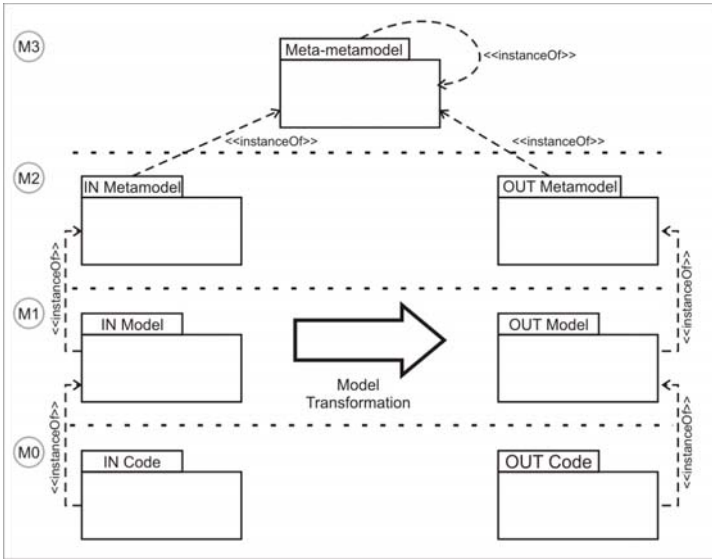 M3
Meta-metamodel
<<instanceOf>>
<<instanceOf>>
<<instanceOf>>
M2
IN Metamodel
OUT Metamodel
<<instanceOf>>
<<instanceOf>>
M1
IN Model
OUT Model
Model
Transformation
<<instanceOf>>
<<instanceOf>>
M0
IN Code
OUT Code